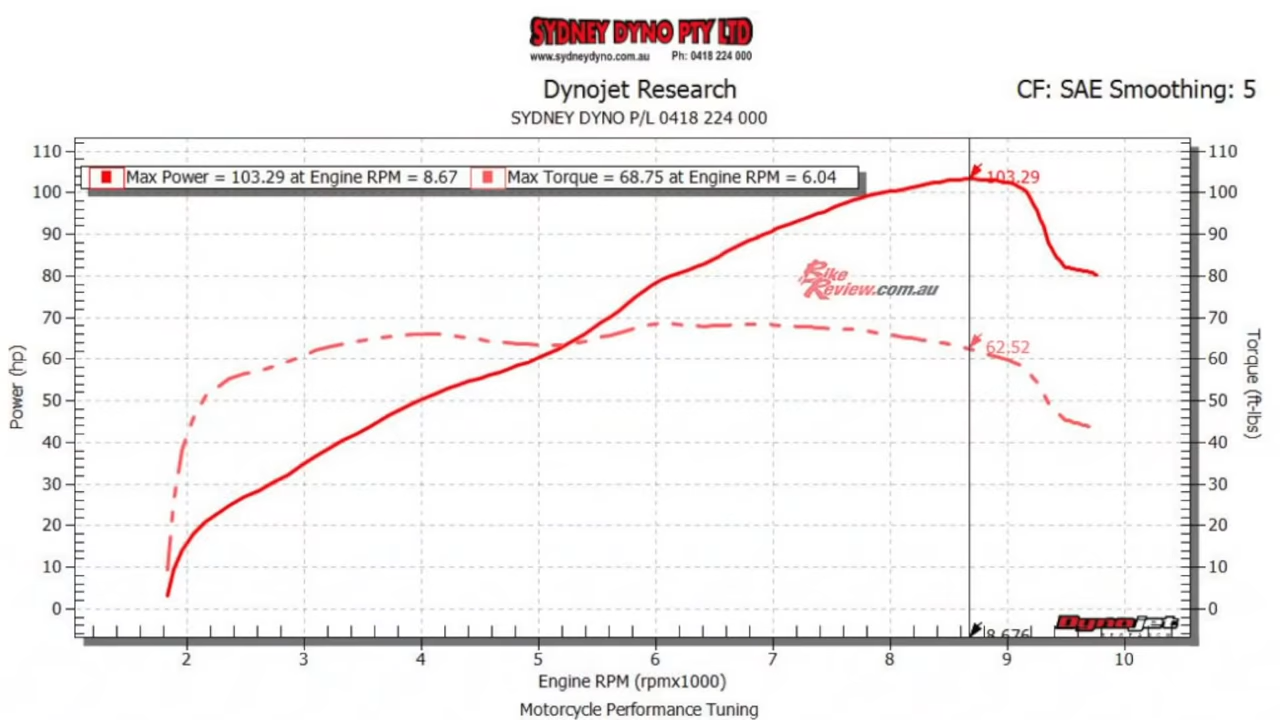 SYDNEY DYNO PTY LTD
www.sydneydyno.com.au Ph: 0418 224 000
Dynojet Research
CF: SAE Smoothing: 5
SYDNEY DYNO P/L 0418 224 000
Max Power = 103.29 at Engine RPM = 8.67 Max Torque = 68.75 at Engine RPM = 6.04
110 110
100 103.29 100
90 90
80 80
Bike
Review.com.au
70 70
62.52
60 60
50 50
40 40
30 30
20 20
10 10
0 0
Power (hp)
Torque (ft-lbs)
Dynojet
8.676
2 3 4 5 6 7 8 9 10
Engine RPM (rpmx1000)
Motorcycle Performance Tuning